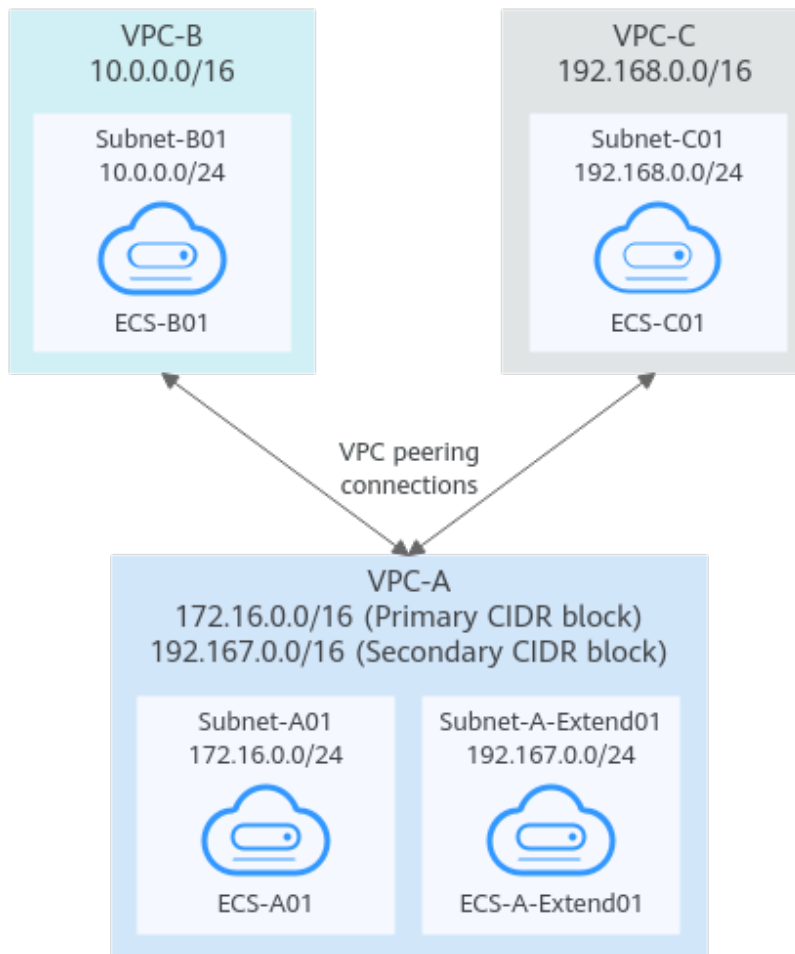 VPC-B
10.0.0.0/16
Subnet-B01
10.0.0.0/24
ECS-B01
VPC-C
192.168.0.0/16
Subnet-C01
192.168.0.0/24
ECS-C01
VPC peering
connections
VPC-A
172.16.0.0/16 (Primary CIDR block)
192.167.0.0/16 (Secondary CIDR block)
Subnet-A01
172.16.0.0/24
ECS-A01
Subnet-A-Extend01
192.167.0.0/24
ECS-A-Extend01